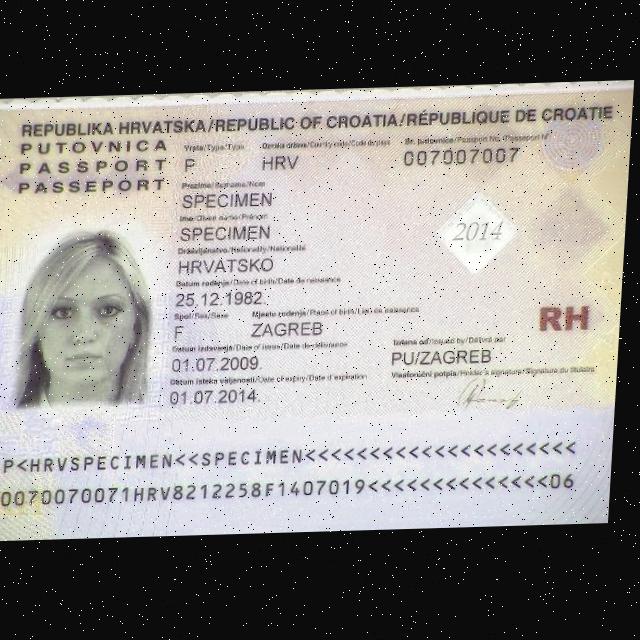 REPUBLIKA HRVATSKA/REPUBLIC OF CROATIA/RÉPUBLIQUE DE CROATIE
PUTOVNICA
PASSPORT
PASSEPORT
Vrsta/Type/Type
P
Država izdava/Country code/Code du pays
HRV
Br. putovnice/Passport No./Passeport N°
007007007
Prezime/Surname/Nom
SPECIMEN
Ime/Given name/Prénom
SPECIMEN
Državljanstvo/Nationality/Nationalité
HRVATSKO
Datum rođenja/Date of birth/Date de naissance
25.12.1982.
Spol/Sex/Sexe
F
Mjesto rođenja/Place of birth/Lieu de naissance
ZAGREB
Datum izdavanja/Date of issue/Date de délivrance
01.07.2009.
Izdana od/Issued by/Délivré par
PU/ZAGREB
Datum isteka valjanosti/Date of expiry/Date d'expiration
01.07.2014.
Vlastoručni potpis/Holder's signature/Signature du titulaire
2014
RH
P<HRVSPECIMEN<<SPECIMEN<<<<<<<<<<<<<<<<<<<<<
0070070071HRV8212258F1407019<<<<<<<<<<<<<<06